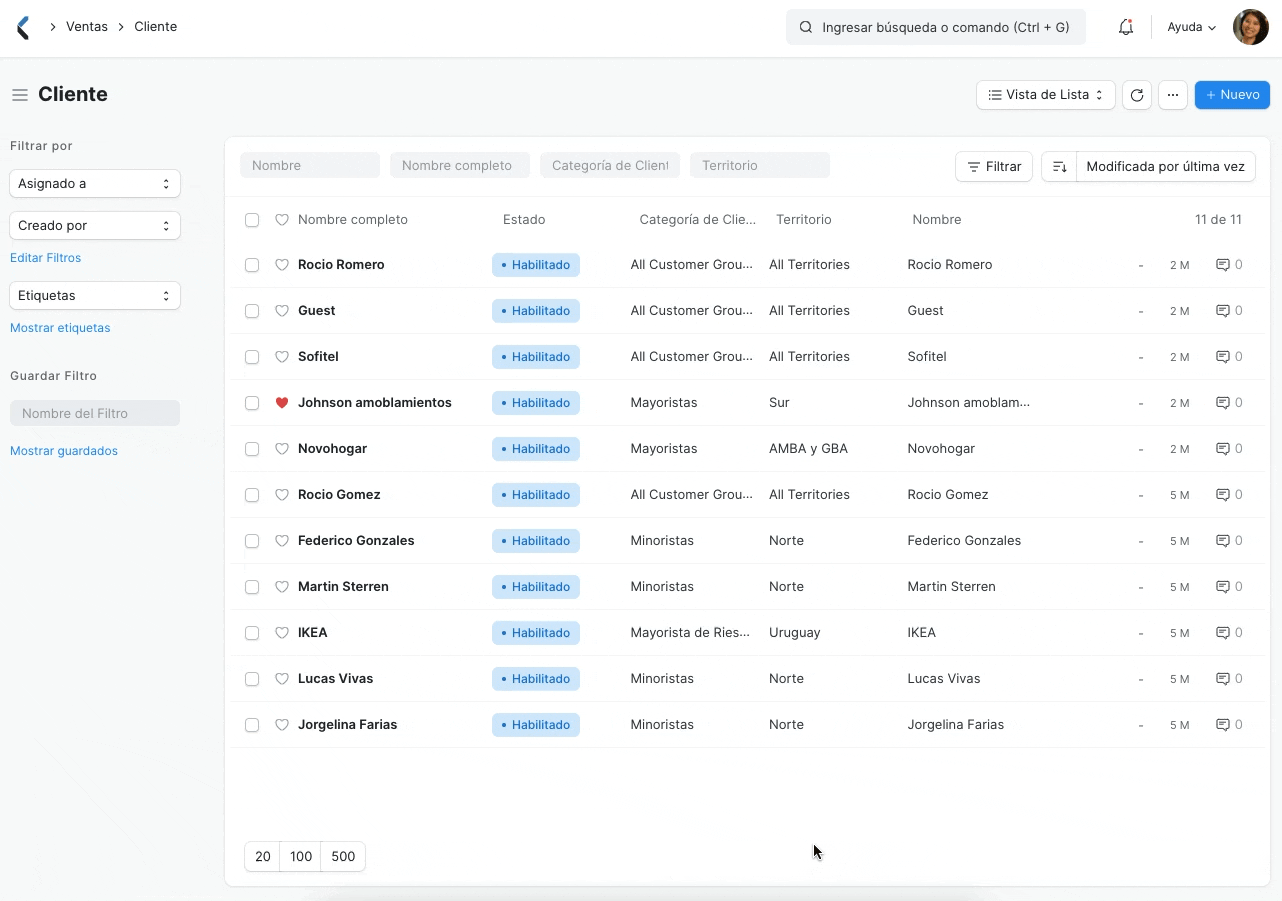 Ventas Cliente
Ingresar búsqueda o comando (Ctrl + G)
Ayuda
Cliente
Vista de Lista
...
+ Nuevo
Filtrar por
Asignado a
Creado por
Editar Filtros
Etiquetas
Mostrar etiquetas
Guardar Filtro
Nombre del Filtro
Mostrar guardados
Nombre Nombre completo Categoría de Client Territorio
Filtrar Modificada por última vez
Nombre completo Estado Categoría de Clie... Territorio Nombre 11 de 11
Rocio Romero • Habilitado All Customer Grou... All Territories Rocio Romero - 2 M 0
Guest • Habilitado All Customer Grou... All Territories Guest - 2 M 0
Sofitel • Habilitado All Customer Grou... All Territories Sofitel - 2 M 0
Johnson amoblamientos • Habilitado Mayoristas Sur Johnson amoblam... - 2 M 0
Novohogar • Habilitado Mayoristas AMBA y GBA Novohogar - 2 M 0
Rocio Gomez • Habilitado All Customer Grou... All Territories Rocio Gomez - 5 M 0
Federico Gonzales • Habilitado Minoristas Norte Federico Gonzales - 5 M 0
Martin Sterren • Habilitado Minoristas Norte Martin Sterren - 5 M 0
IKEA • Habilitado Mayorista de Ries... Uruguay IKEA - 5 M 0
Lucas Vivas • Habilitado Minoristas Norte Lucas Vivas - 5 M 0
Jorgelina Farias • Habilitado Minoristas Norte Jorgelina Farias - 5 M 0
20 100 500